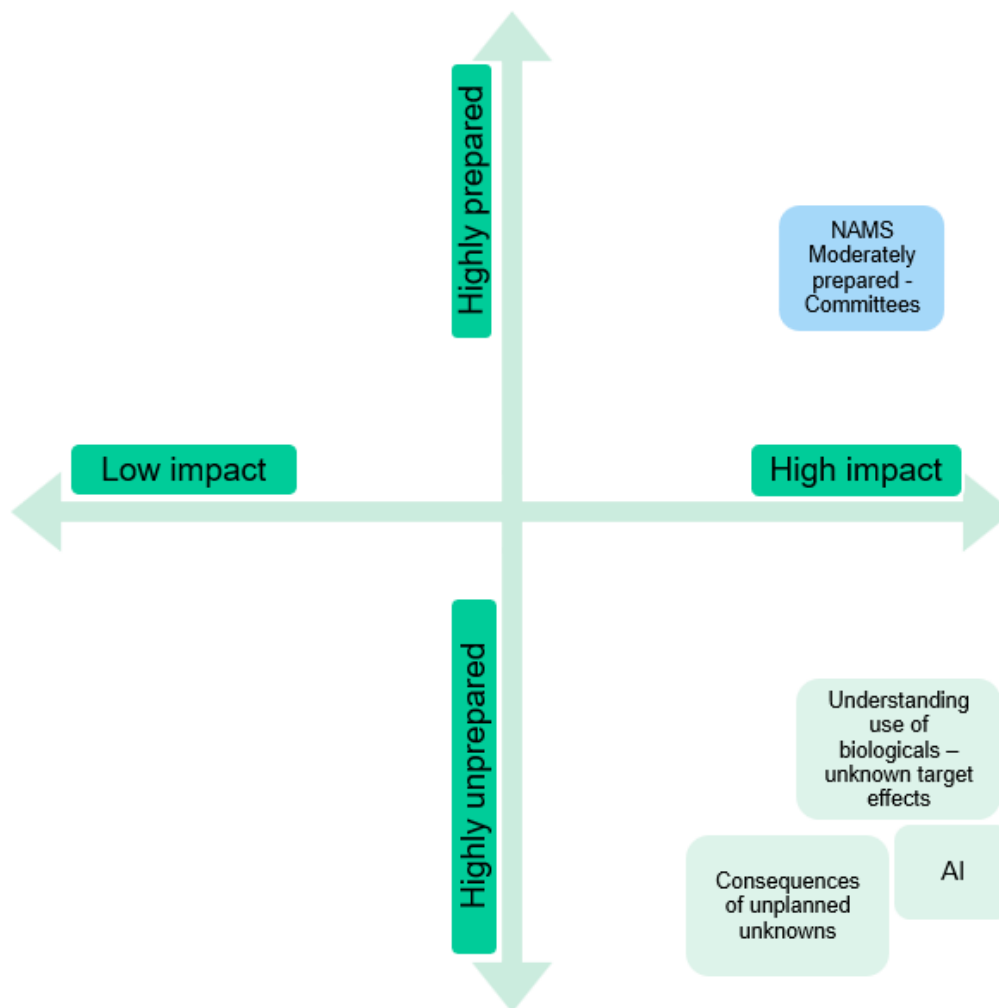 Highly prepared
NAMS
Moderately
prepared -
Committees
Low impact
High impact
Highly unprepared
Understanding
use of
biologicals –
unknown target
effects
AI
Consequences
of unplanned
unknowns